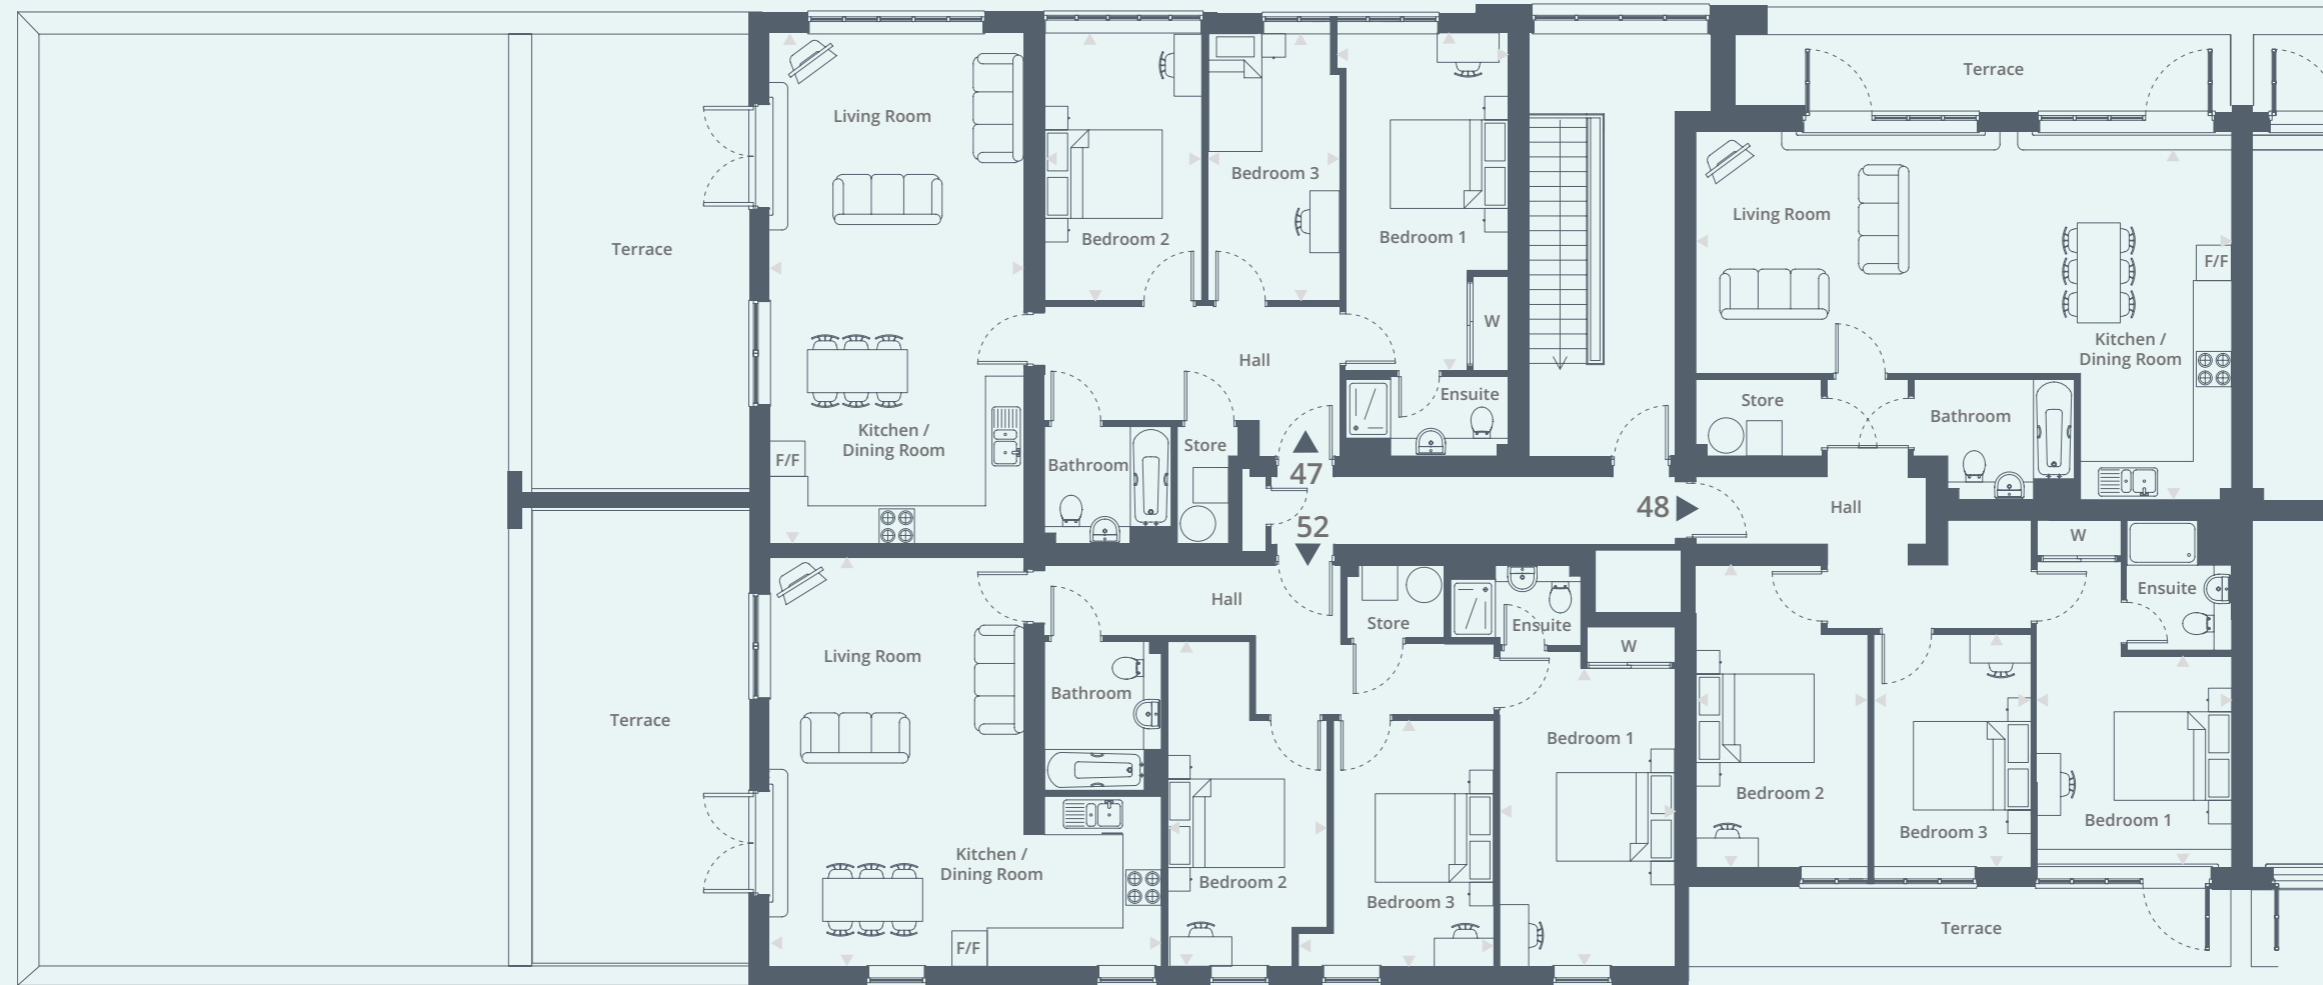 Terrace
Living Room
Bedroom 2
Bedroom 3
Bedroom 1
W
Hall
Ensuite
Kitchen /
Dining Room
F/F
Bathroom
Store
47
Terrace
Living Room
F/F
Kitchen /
Dining Room
Store
Bathroom
48
Hall
W
Ensuite
Bedroom 2
Bedroom 3
Bedroom 1
Terrace
52
Hall
Store
Ensuite
W
Terrace
Living Room
Bathroom
Kitchen /
Dining Room
F/F
Bedroom 2
Bedroom 3
Bedroom 1